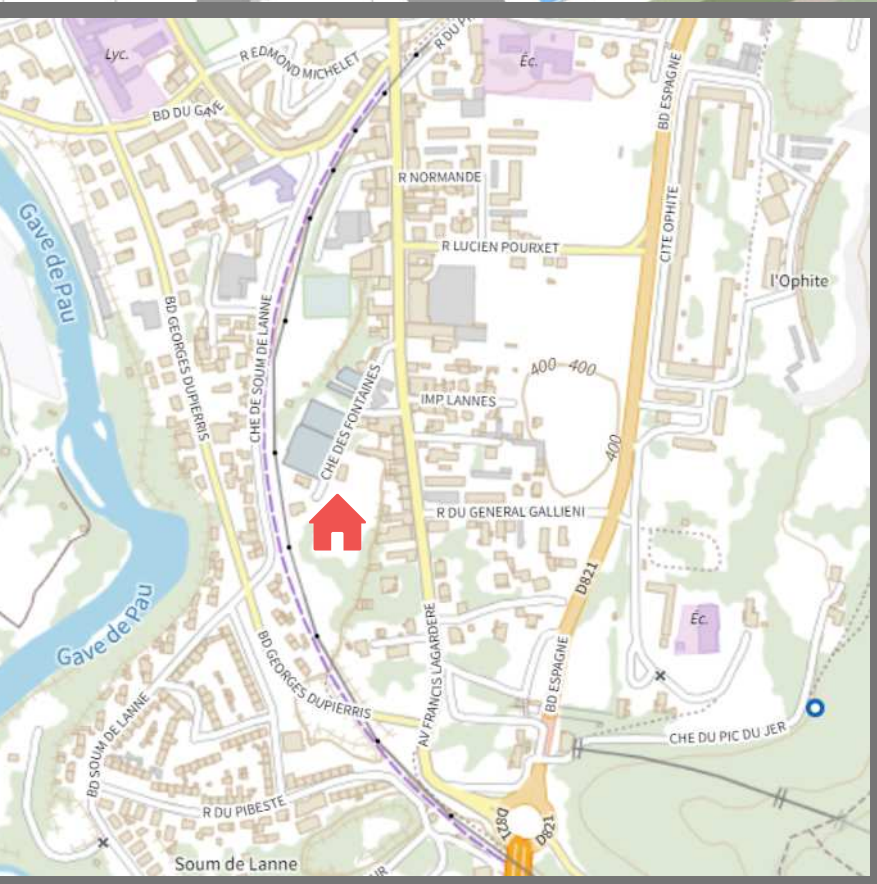 Lyc.
R EDMOND MICHELET
R DU PI
Éc.
BD ESPAGNE
BD DU GAVE
R NORMANDE
Gave de Pau
R LUCIEN POURXET
CITE OPHITE
l'Ophite
BD GEORGES DUPIERRIS
CHE DE SOUM DE LANNE
CHE DES FONTAINES
400
400
IMP LANNES
400
R DU GENERAL GALLIENI
D821
Gave de Pau
Éc.
BD GEORGES DUPIERRIS
AV FRANCIS LAGARDERE
BD ESPAGNE
CHE DU PIC DU JER
BD SOUM DE LANNE
R DU PIBESTE
D821
D821
Soum de Lanne